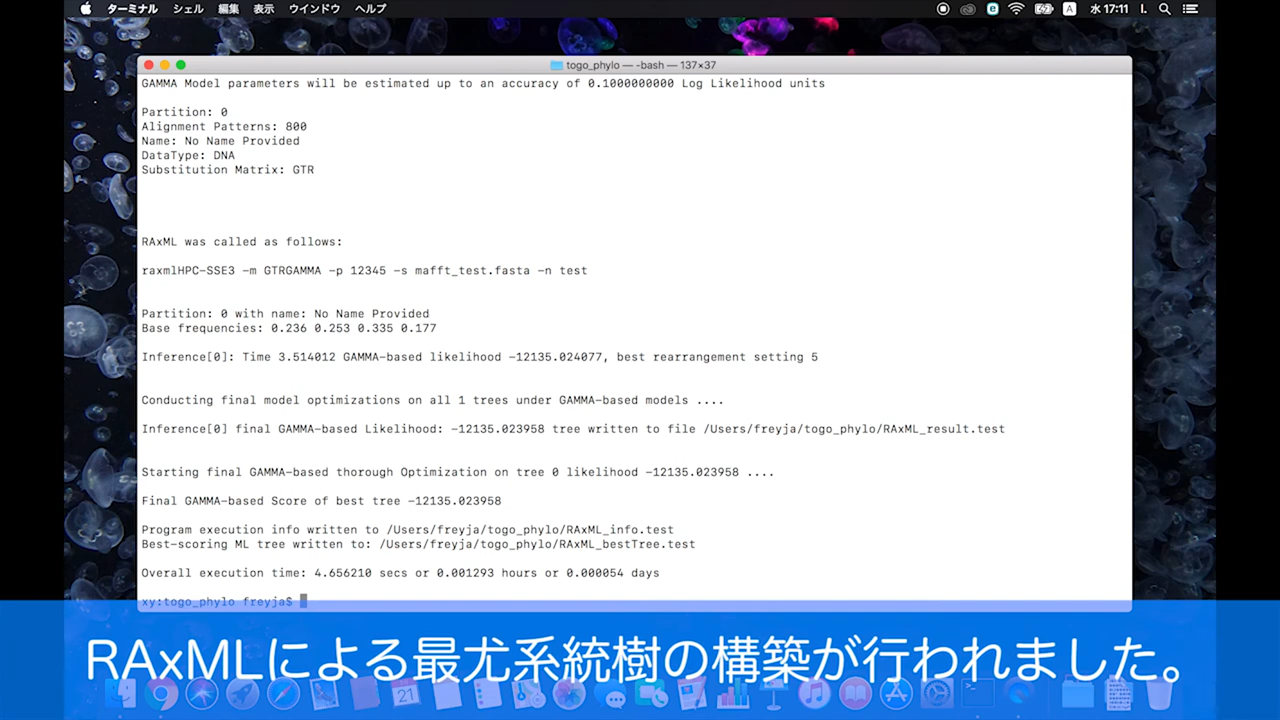 ターミナル シェル 編集 表示 ウインドウ ヘルプ
水 17:11 I.
togo_phylo — -bash — 137×37
GAMMA Model parameters will be estimated up to an accuracy of 0.1000000000 Log Likelihood units
Partition: 0
Alignment Patterns: 800
Name: No Name Provided
DataType: DNA
Substitution Matrix: GTR
RAxML was called as follows:
raxmlHPC-SSE3 -m GTRGAMMA -p 12345 -s mafft_test.fasta -n test
Partition: 0 with name: No Name Provided
Base frequencies: 0.236 0.253 0.335 0.177
Inference[0]: Time 3.514012 GAMMA-based likelihood -12135.024077, best rearrangement setting 5
Conducting final model optimizations on all 1 trees under GAMMA-based models ....
Inference[0] final GAMMA-based Likelihood: -12135.023958 tree written to file /Users/freyja/togo_phylo/RAxML_result.test
Starting final GAMMA-based thorough Optimization on tree 0 likelihood -12135.023958 ....
Final GAMMA-based Score of best tree -12135.023958
Program execution info written to /Users/freyja/togo_phylo/RAxML_info.test
Best-scoring ML tree written to: /Users/freyja/togo_phylo/RAxML_bestTree.test
Overall execution time: 4.656210 secs or 0.001293 hours or 0.000054 days
xy:togo_phylo freyja$
RAxMLによる最尤系統樹の構築が行われました。